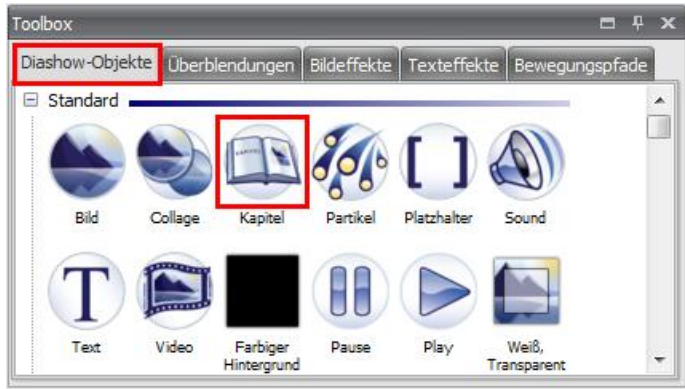 Toolbox
Diashow-Objekte Überblendungen Bildeffekte Texteffekte Bewegungspfade
Standard
KAPITEL
Bild Collage Kapitel Partikel Platzhalter Sound
T
Text Video Farbiger Pause Play Weiß,
Hintergrund Transparent